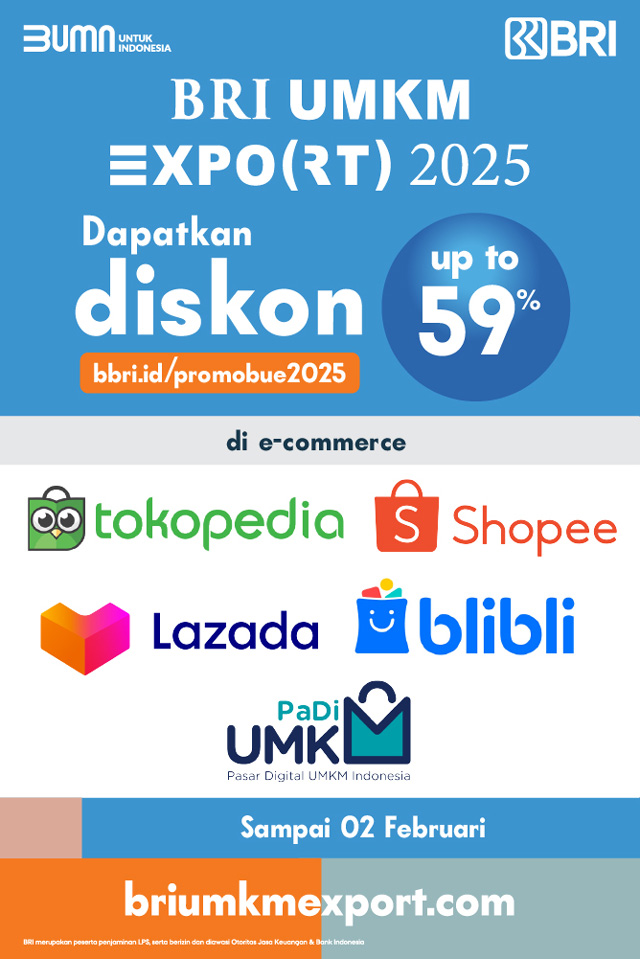 BUMN UNTUK
INDONESIA
BRI
BRI UMKM
EXPO(RT) 2025
Dapatkan
diskon
up to
59%
bbri.id/promobue2025
di e-commerce
tokopedia
S Shopee
Lazada
blibli
PaDi
UMKM
Pasar Digital UMKM Indonesia
Sampai 02 Februari
briumkmexport.com
BRI merupakan peserta penjaminan LPS, serta berizin dan diawasi Otoritas Jasa Keuangan & Bank Indonesia